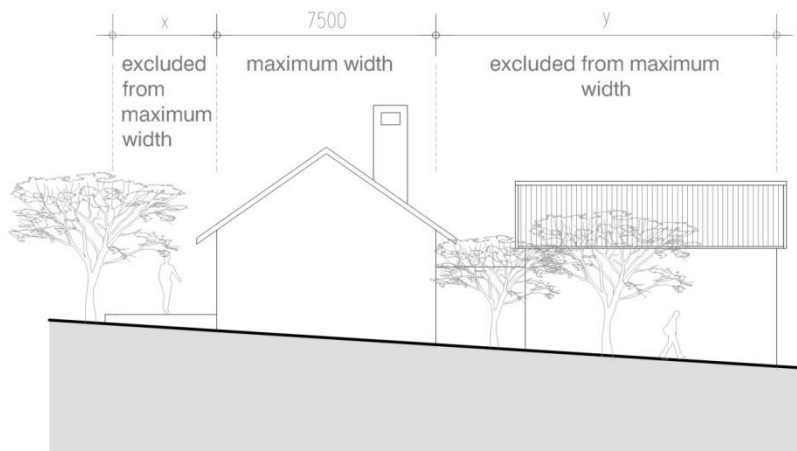 x
7500
y
excluded
from
maximum
width
maximum width
excluded from maximum
width